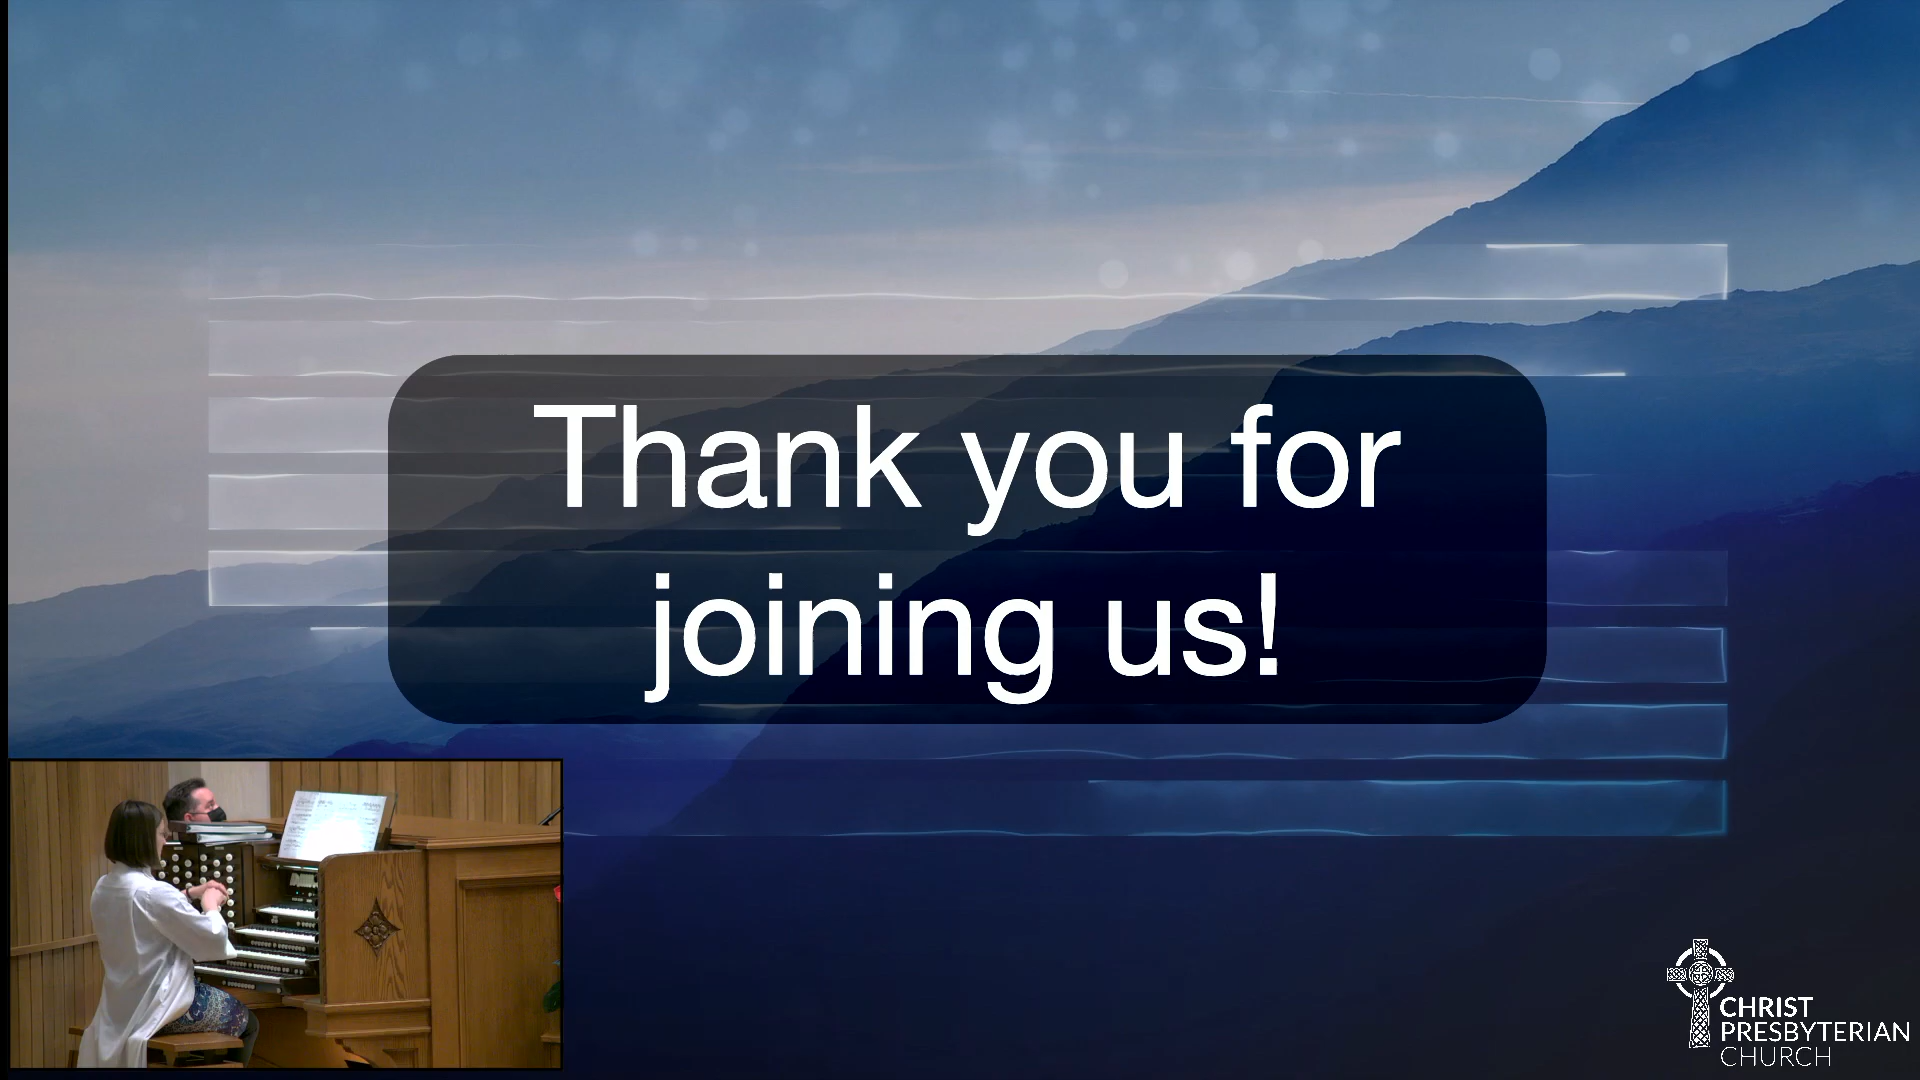 Thank you for
joining us!
CHRIST
PRESBYTERIAN
CHURCH